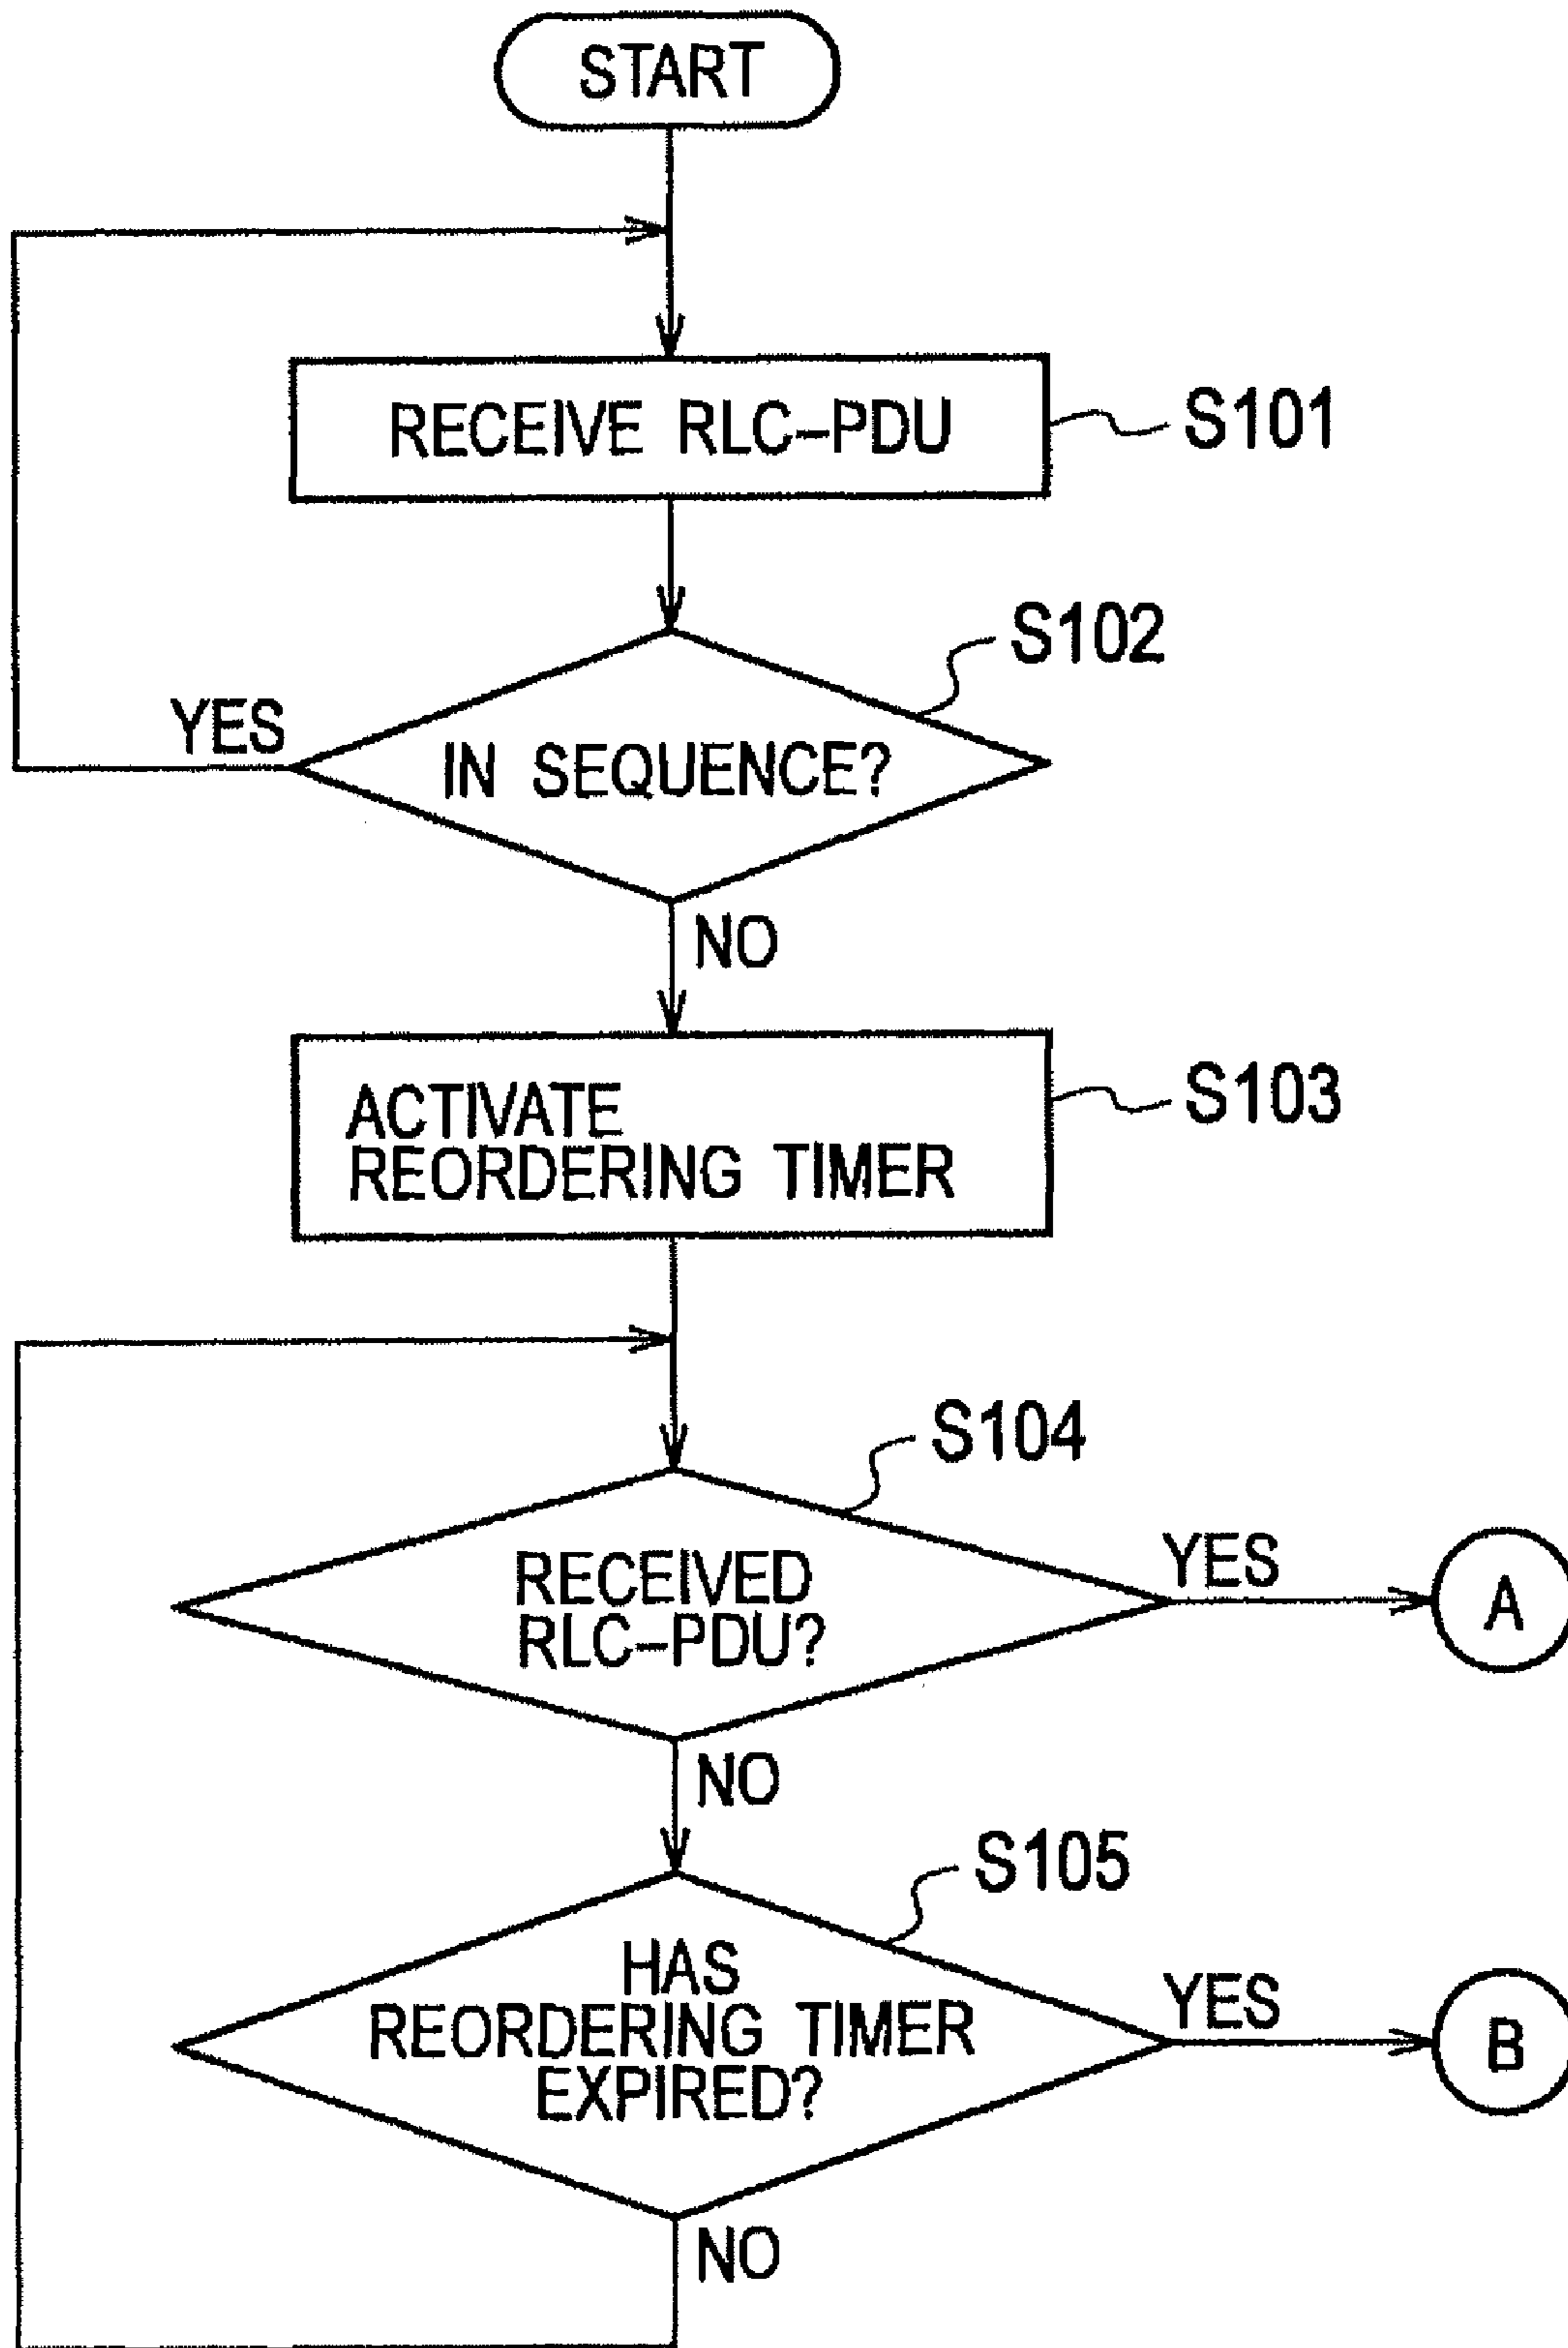 START
RECEIVE RLC-PDU
S101
S102
YES
IN SEQUENCE?
NO
ACTIVATE
REORDERING TIMER
S103
S104
RECEIVED
RLC-PDU?
YES
A
NO
S105
HAS
REORDERING TIMER
EXPIRED?
YES
B
NO